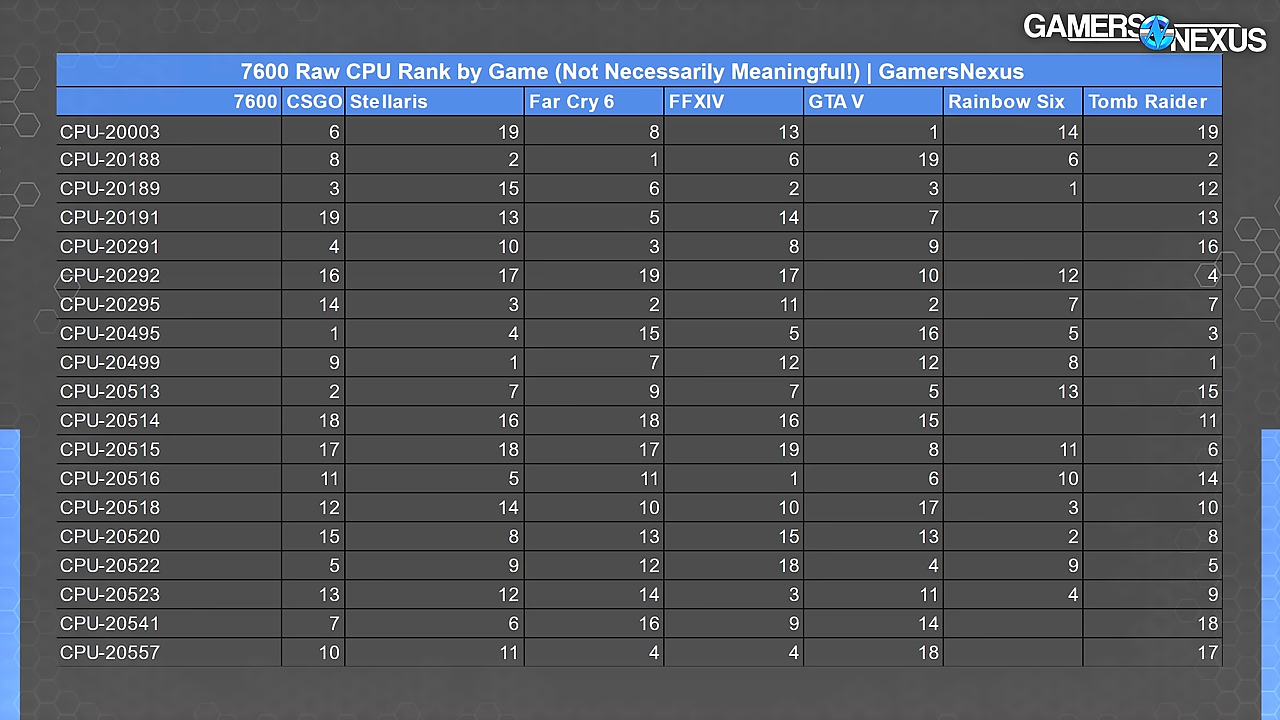 GAMERS NEXUS
7600 Raw CPU Rank by Game (Not Necessarily Meaningful!) | GamersNexus
7600 CSGO Stellaris Far Cry 6 FFXIV GTA V Rainbow Six Tomb Raider
CPU-20003 6 19 8 13 1 14 19
CPU-20188 8 2 1 6 19 6 2
CPU-20189 3 15 6 2 3 1 12
CPU-20191 19 13 5 14 7 13
CPU-20291 4 10 3 8 9 16
CPU-20292 16 17 19 17 10 12 4
CPU-20295 14 3 2 11 2 7 7
CPU-20495 1 4 15 5 16 5 3
CPU-20499 9 1 7 12 12 8 1
CPU-20513 2 7 9 7 5 13 15
CPU-20514 18 16 18 16 15 11
CPU-20515 17 18 17 19 8 11 6
CPU-20516 11 5 11 1 6 10 14
CPU-20518 12 14 10 10 17 3 10
CPU-20520 15 8 13 15 13 2 8
CPU-20522 5 9 12 18 4 9 5
CPU-20523 13 12 14 3 11 4 9
CPU-20541 7 6 16 9 14 18
CPU-20557 10 11 4 4 18 17